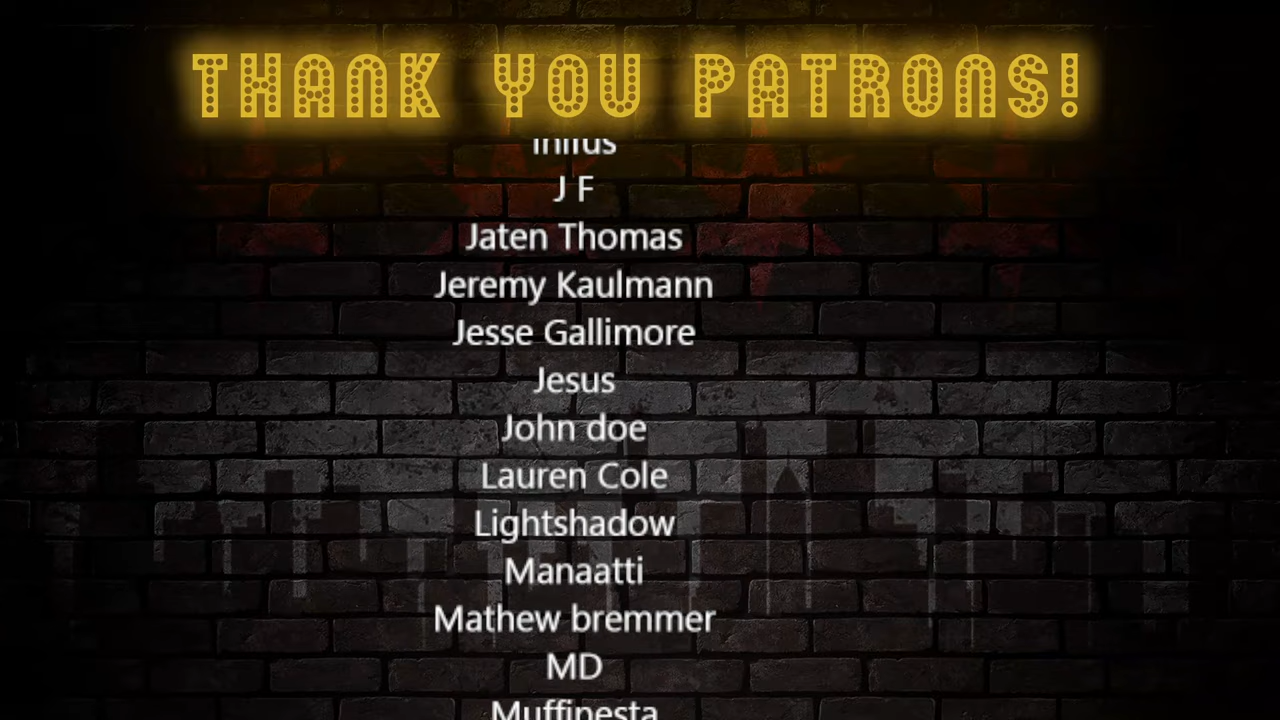 THANK YOU PATRONS!
J F
Jaten Thomas
Jeremy Kaulmann
Jesse Gallimore
Jesus
John doe
Lauren Cole
Lightshadow
Manaatti
Mathew bremmer
MD
Muffinesta